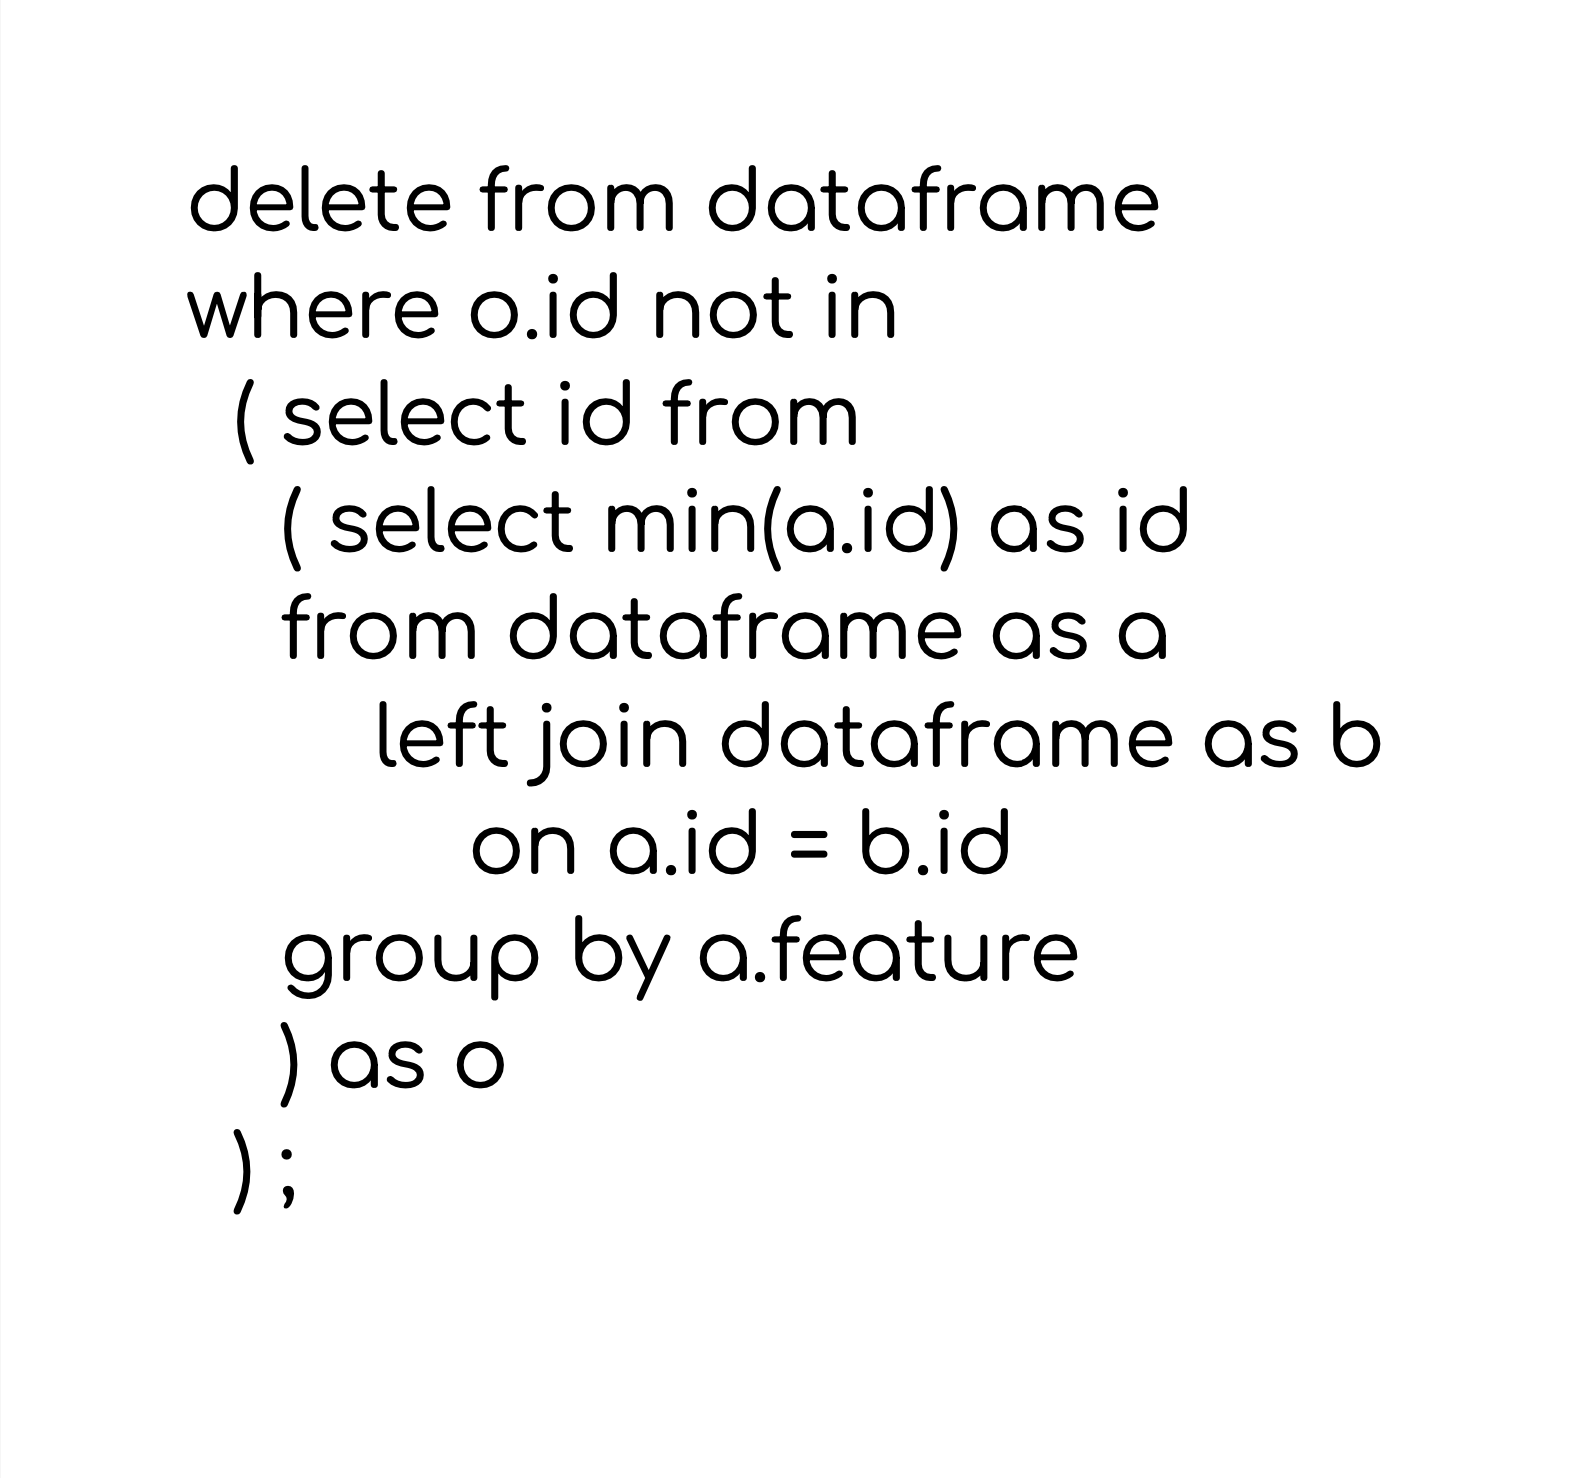 delete from dataframe
where o.id not in
( select id from
( select min(a.id) as id
from dataframe as a
left join dataframe as b
on a.id = b.id
group by a.feature
) as o
) ;